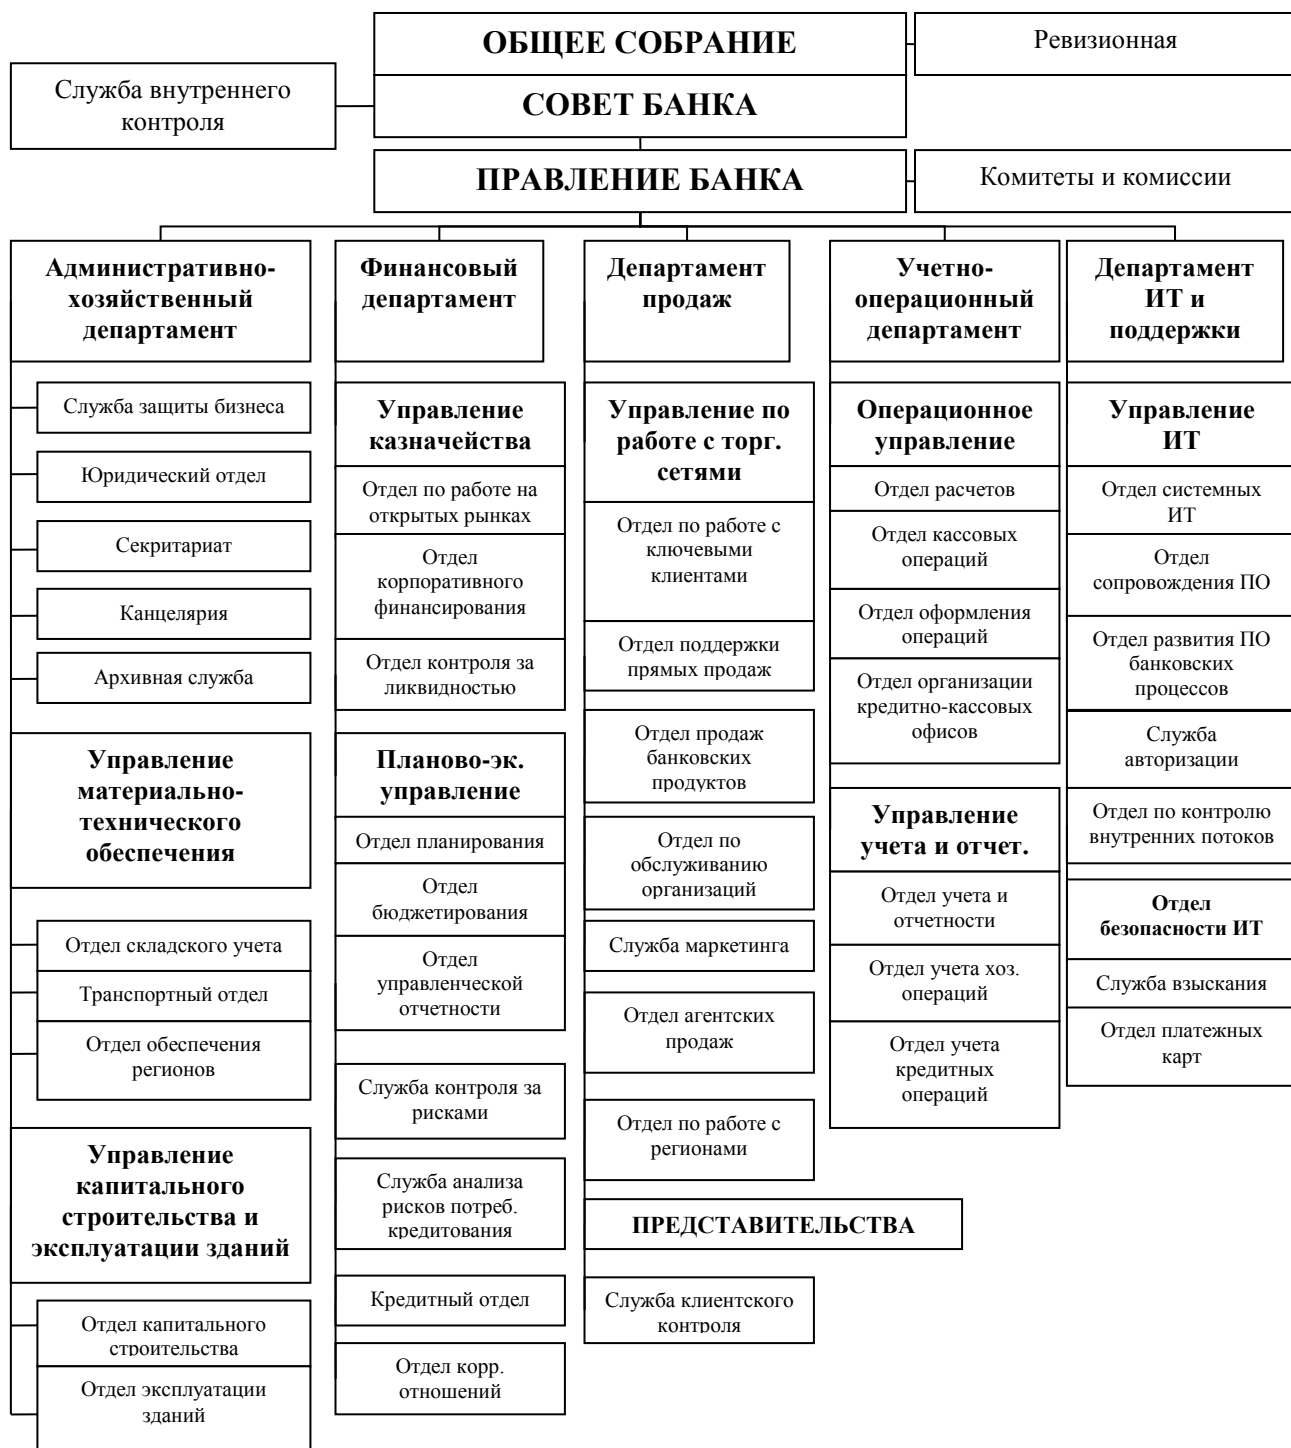 ОБЩЕЕ СОБРАНИЕ
Ревизионная
Служба внутреннего
контроля
СОВЕТ БАНКА
ПРАВЛЕНИЕ БАНКА
Комитеты и комиссии
Административно-
хозяйственный
департамент
Служба защиты бизнеса
Юридический отдел
Секритариат
Канцелярия
Архивная служба
Управление
материально-
технического
обеспечения
Отдел складского учета
Транспортный отдел
Отдел обеспечения
регионов
Управление
капитального
строительства и
эксплуатации зданий
Отдел капитального
строительства
Отдел эксплуатации
зданий
Финансовый
департамент
Управление
казначейства
Отдел по работе на
открытых рынках
Отдел
корпоративного
финансирования
Отдел контроля за
ликвидностью
Планово-эк.
управление
Отдел планирования
Отдел
бюджетирования
Отдел
управленческой
отчетности
Служба контроля за
рисками
Служба анализа
рисков потреб.
кредитования
Кредитный отдел
Отдел корр.
отношений
Департамент
продаж
Управление по
работе с торг.
сетями
Отдел по работе с
ключевыми
клиентами
Отдел поддержки
прямых продаж
Отдел продаж
банковских
продуктов
Отдел по
обслуживанию
организаций
Служба маркетинга
Отдел агентских
продаж
Отдел по работе с
регионами
ПРЕДСТАВИТЕЛЬСТВА
Служба клиентского
контроля
Учетно-
операционный
департамент
Операционное
управление
Отдел расчетов
Отдел кассовых
операций
Отдел оформления
операций
Отдел организации
кредитно-кассовых
офисов
Управление
учета и отчет.
Отдел учета и
отчетности
Отдел учета хоз.
операций
Отдел учета
кредитных
операций
Департамент
ИТ и
поддержки
Управление
ИТ
Отдел системных
ИТ
Отдел
сопровождения ПО
Отдел развития ПО
банковских
процессов
Служба
авторизации
Отдел по контролю
внутренних потоков
Отдел
безопасности ИТ
Служба взыскания
Отдел платежных
карт